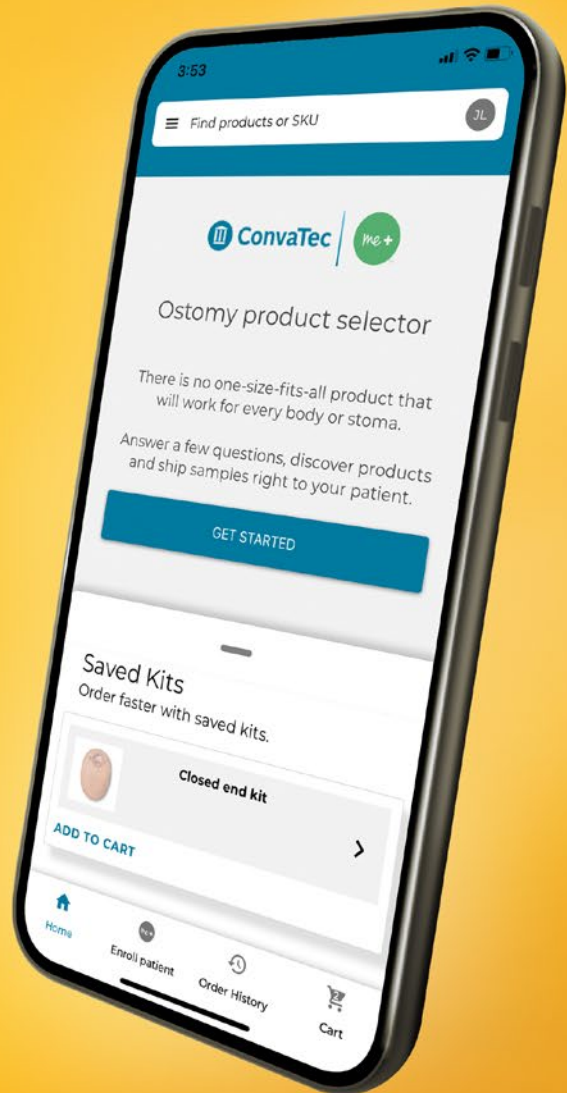 3:53
Find products or SKU
JL
ConvaTec
me+
Ostomy product selector
There is no one-size-fits-all product that
will work for every body or stoma.
Answer a few questions, discover products
and ship samples right to your patient.
GET STARTED
Saved Kits
Order faster with saved kits.
Closed end kit
ADD TO CART
Home
me+
Enroll patient
Order History
2
Cart